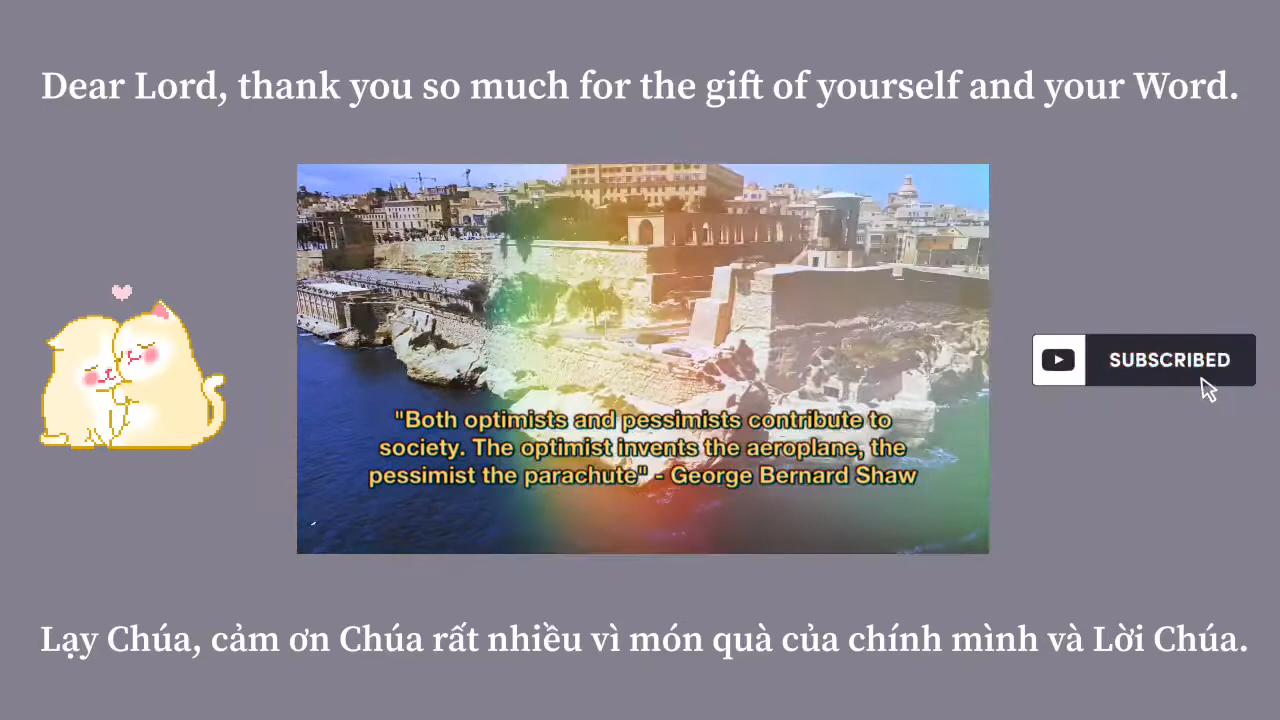 Dear Lord, thank you so much for the gift of yourself and your Word.
SUBSCRIBED
"Both optimists and pessimists contribute to
society. The optimist invents the aeroplane, the
pessimist the parachute" - George Bernard Shaw
Lạy Chúa, cảm ơn Chúa rất nhiều vì món quà của chính mình và Lời Chúa.